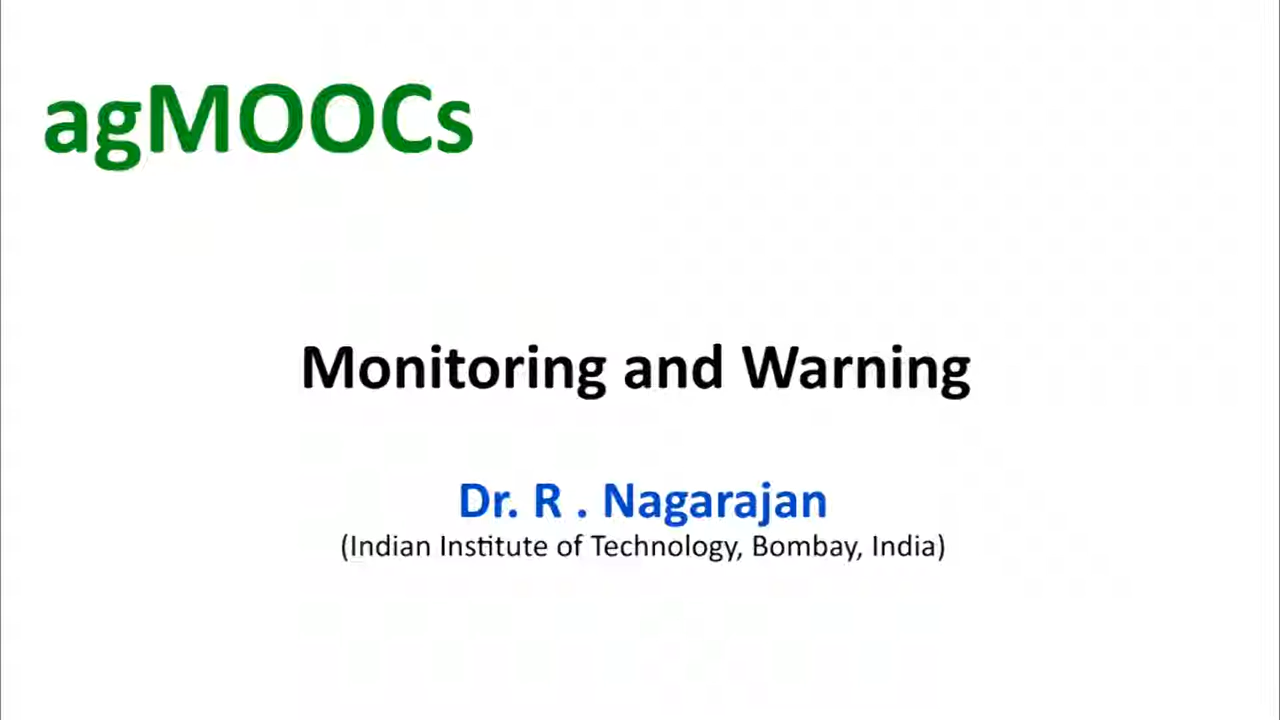 agMOOCs
Monitoring and Warning
Dr. R . Nagarajan
(Indian Institute of Technology, Bombay, India)